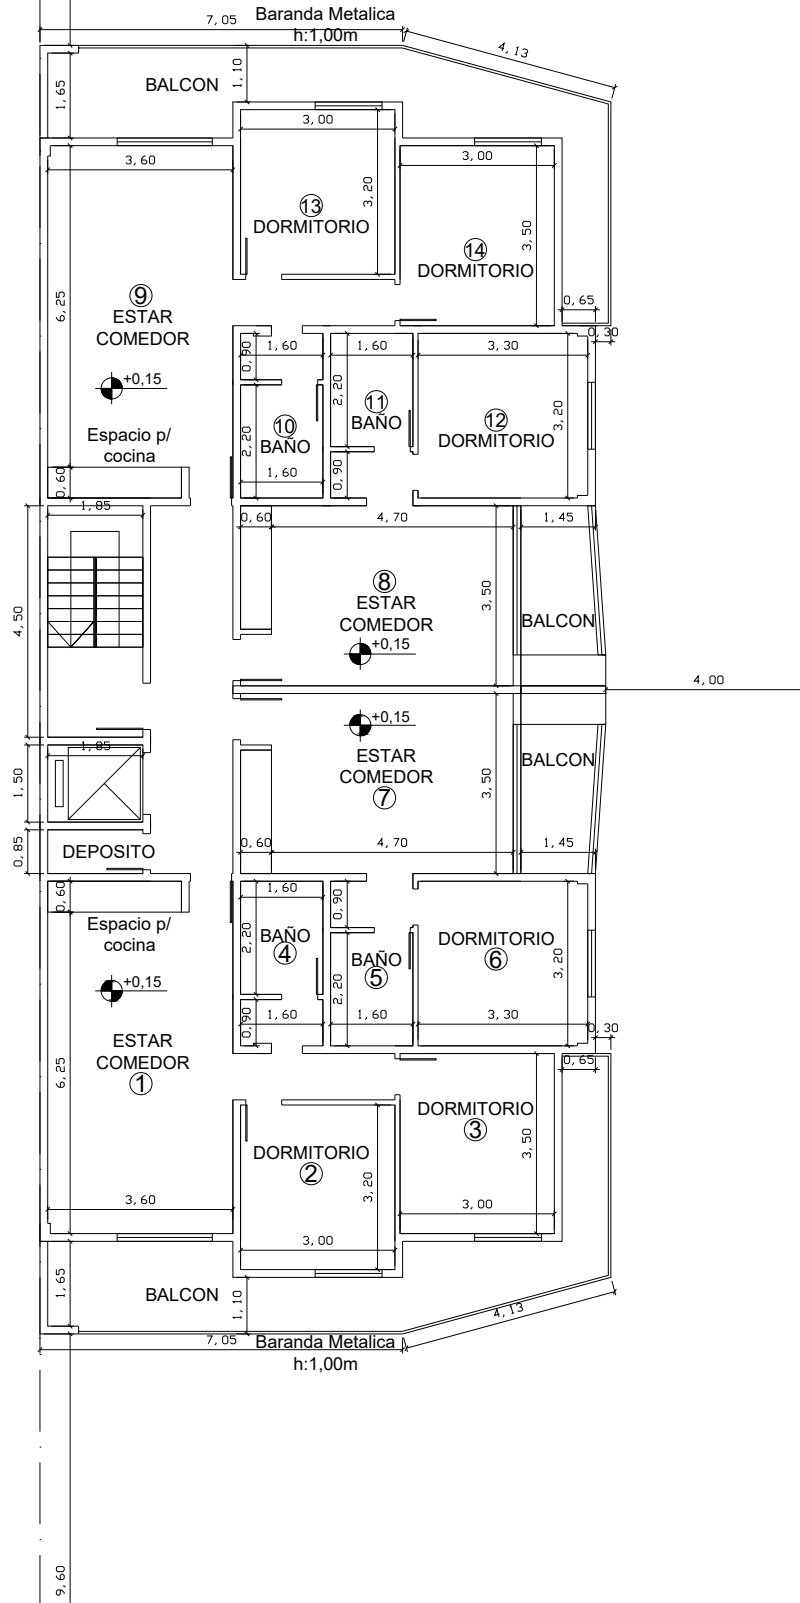 7,05
Baranda Metalica
h:1,00m
4,13
BALCON
1,10
1,65
3,00
3,60
3,00
3,20
13
DORMITORIO
3,50
14
DORMITORIO
9
ESTAR
COMEDOR
6,25
0,65
0,30
1,60
1,60
3,30
0,90
2,20
+0,15
11
BAÑO
3,20
12
DORMITORIO
10
BAÑO
2,20
Espacio p/
cocina
0,60
1,60
0,90
1,85
0,60
4,70
1,45
8
ESTAR
COMEDOR
3,50
4,50
BALCON
+0,15
4,00
+0,15
ESTAR
COMEDOR
7
3,50
1,85
BALCON
1,50
0,60
4,70
1,45
0,85
DEPOSITO
0,60
1,60
0,90
Espacio p/
cocina
2,20
BAÑO
4
DORMITORIO
6
3,20
BAÑO
5
2,20
+0,15
0,90
1,60
1,60
3,30
0,30
ESTAR
COMEDOR
1
0,65
6,25
DORMITORIO
3
3,50
DORMITORIO
2
3,20
3,60
3,00
3,00
1,65
BALCON
1,10
4,13
7,05
Baranda Metalica
h:1,00m
9,60